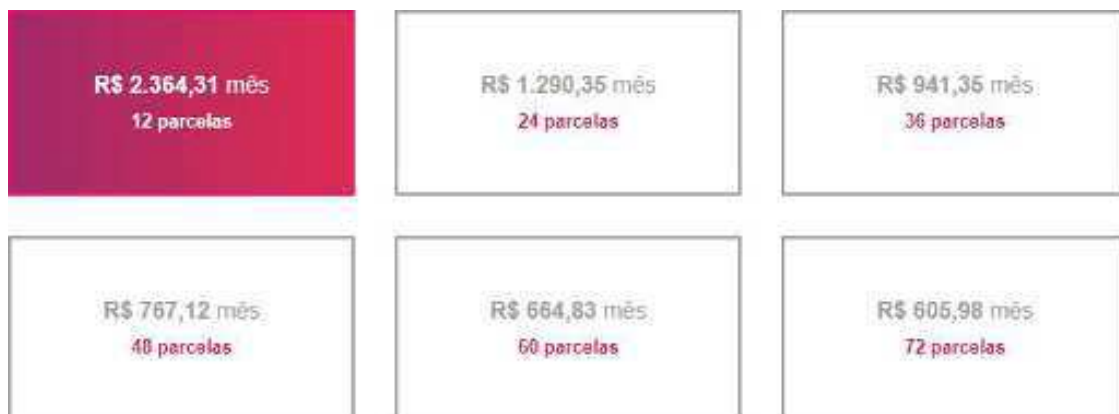 R$ 2.364,31 mês
12 parcelas
R$ 1.290,35 mês
24 parcelas
R$ 941,35 mês
36 parcelas
R$ 767,12 mês
48 parcelas
R$ 664,83 mês
60 parcelas
R$ 605,98 mês
72 parcelas